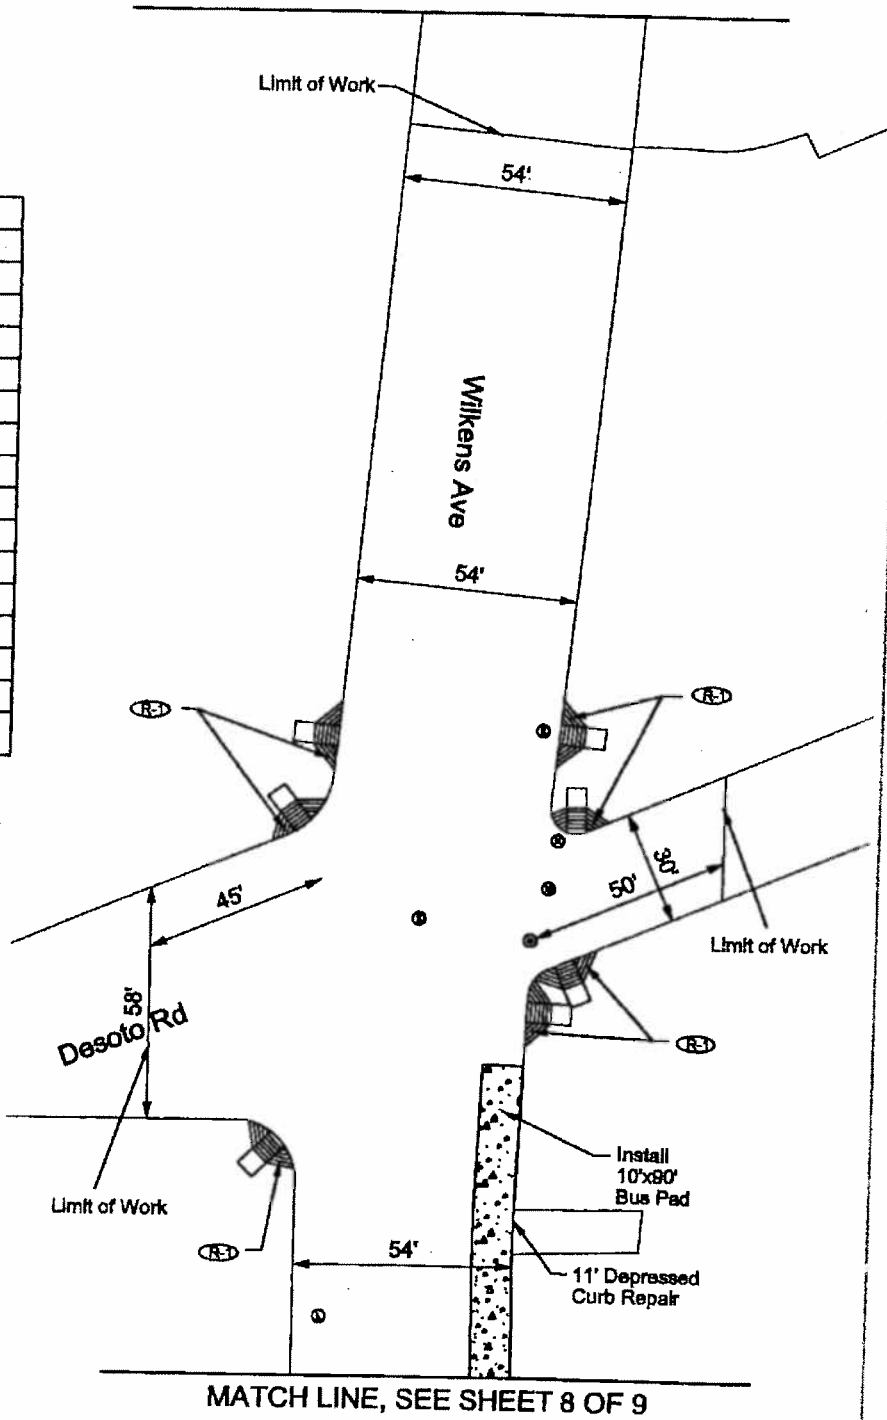 Limit of Work
54'
Wilkens Ave
54'
R-1
R-1
45'
30'
50'
Limit of Work
58'
Desoto Rd
R-1
Install
10'x90'
Bus Pad
Limit of Work
R-1
54'
11' Depressed
Curb Repair
MATCH LINE, SEE SHEET 8 OF 9